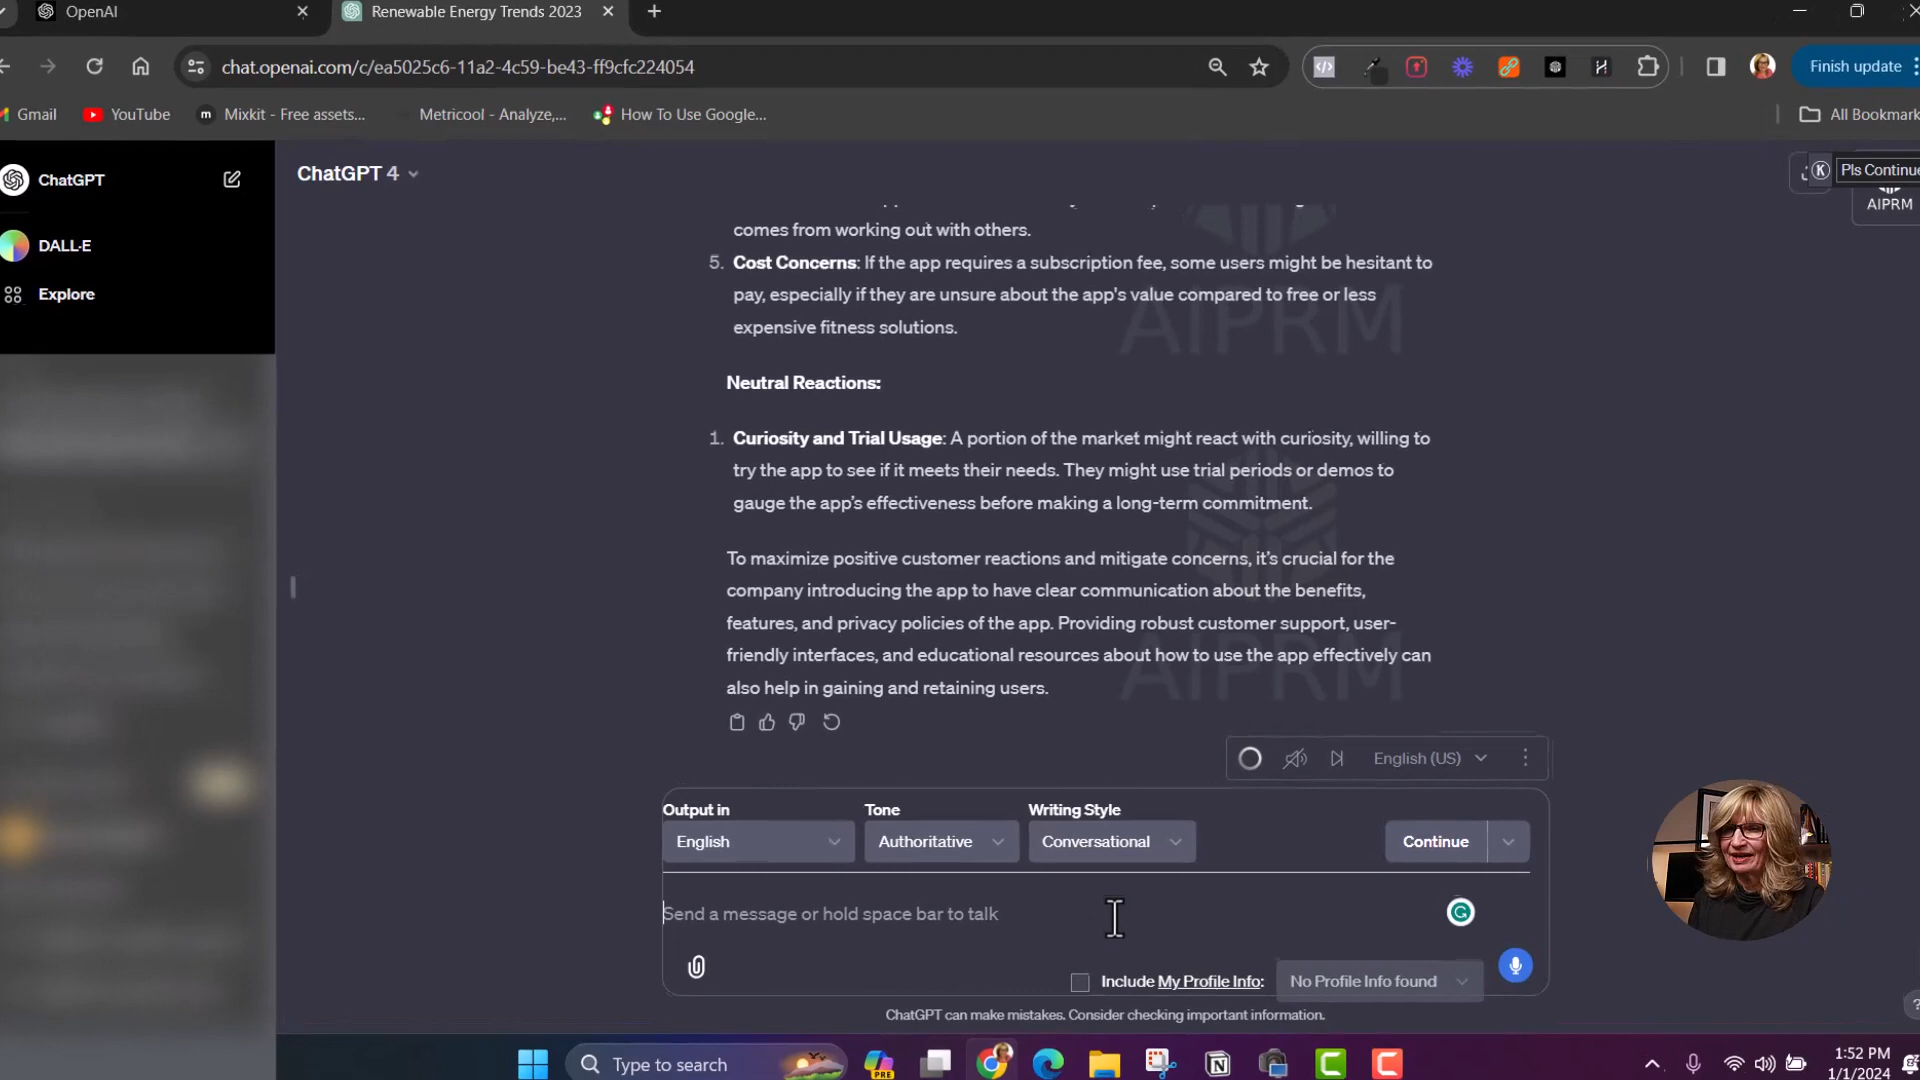 OpenAI
Renewable Energy Trends 2023
chat.openai.com/c/ea5025c6-11a2-4c59-be43-ff9cfc224054
Finish update
Gmail
YouTube
m
Mixkit - Free assets...
Metricool - Analyze,...
How To Use Google...
All Bookmark
ChatGPT
ChatGPT 4
K
Pls Continue
AIPRM
DALL·E
Explore
comes from working out with others.
5. Cost Concerns: If the app requires a subscription fee, some users might be hesitant to
pay, especially if they are unsure about the app's value compared to free or less
expensive fitness solutions.
AIPRM
Neutral Reactions:
1. Curiosity and Trial Usage: A portion of the market might react with curiosity, willing to
try the app to see if it meets their needs. They might use trial periods or demos to
gauge the app's effectiveness before making a long-term commitment.
To maximize positive customer reactions and mitigate concerns, it's crucial for the
company introducing the app to have clear communication about the benefits,
features, and privacy policies of the app. Providing robust customer support, user-
friendly interfaces, and educational resources about how to use the app effectively can
also help in gaining and retaining users.
AIPRM
English (US)
Output in
Tone
Writing Style
English
Authoritative
Conversational
Continue
Send a message or hold space bar to talk
Include My Profile Info:
No Profile Info found
ChatGPT can make mistakes. Consider checking important information.
?
Type to search
PRE
1:52 PM
1/1/2024